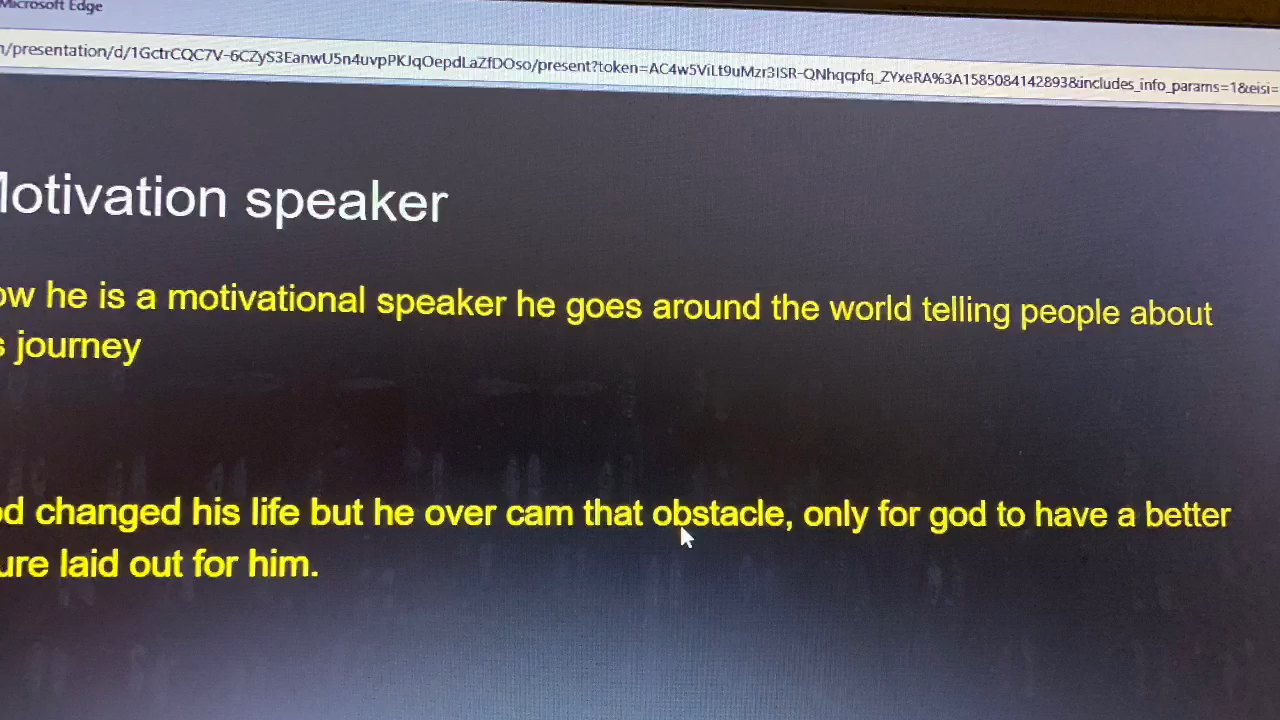 Microsoft Edge
n/presentation/d/1GctrCQC7V-6CZyS3EanwU5n4uvpPKJqOepdLaZfDOso/present?token=AC4w5ViLt9uMzr3ISR-QNhqcpfq_ZYxeRA%3A1585084142893&includes_info_params=1&eisi=
Motivation speaker
ow he is a motivational speaker he goes around the world telling people about
s journey
od changed his life but he over cam that obstacle, only for god to have a better
ure laid out for him.